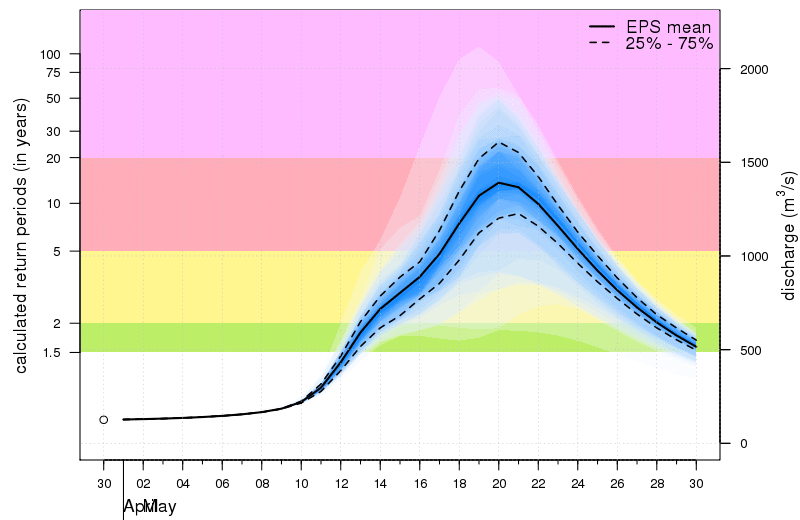 EPS mean
25% - 75%
calculated return periods (in years)
100
75
50
30
20
10
5
2
1.5
2000
1500
1000
500
0
discharge (m³/s)
30 02 04 06 08 10 12 14 16 18 20 22 24 26 28 30
April May